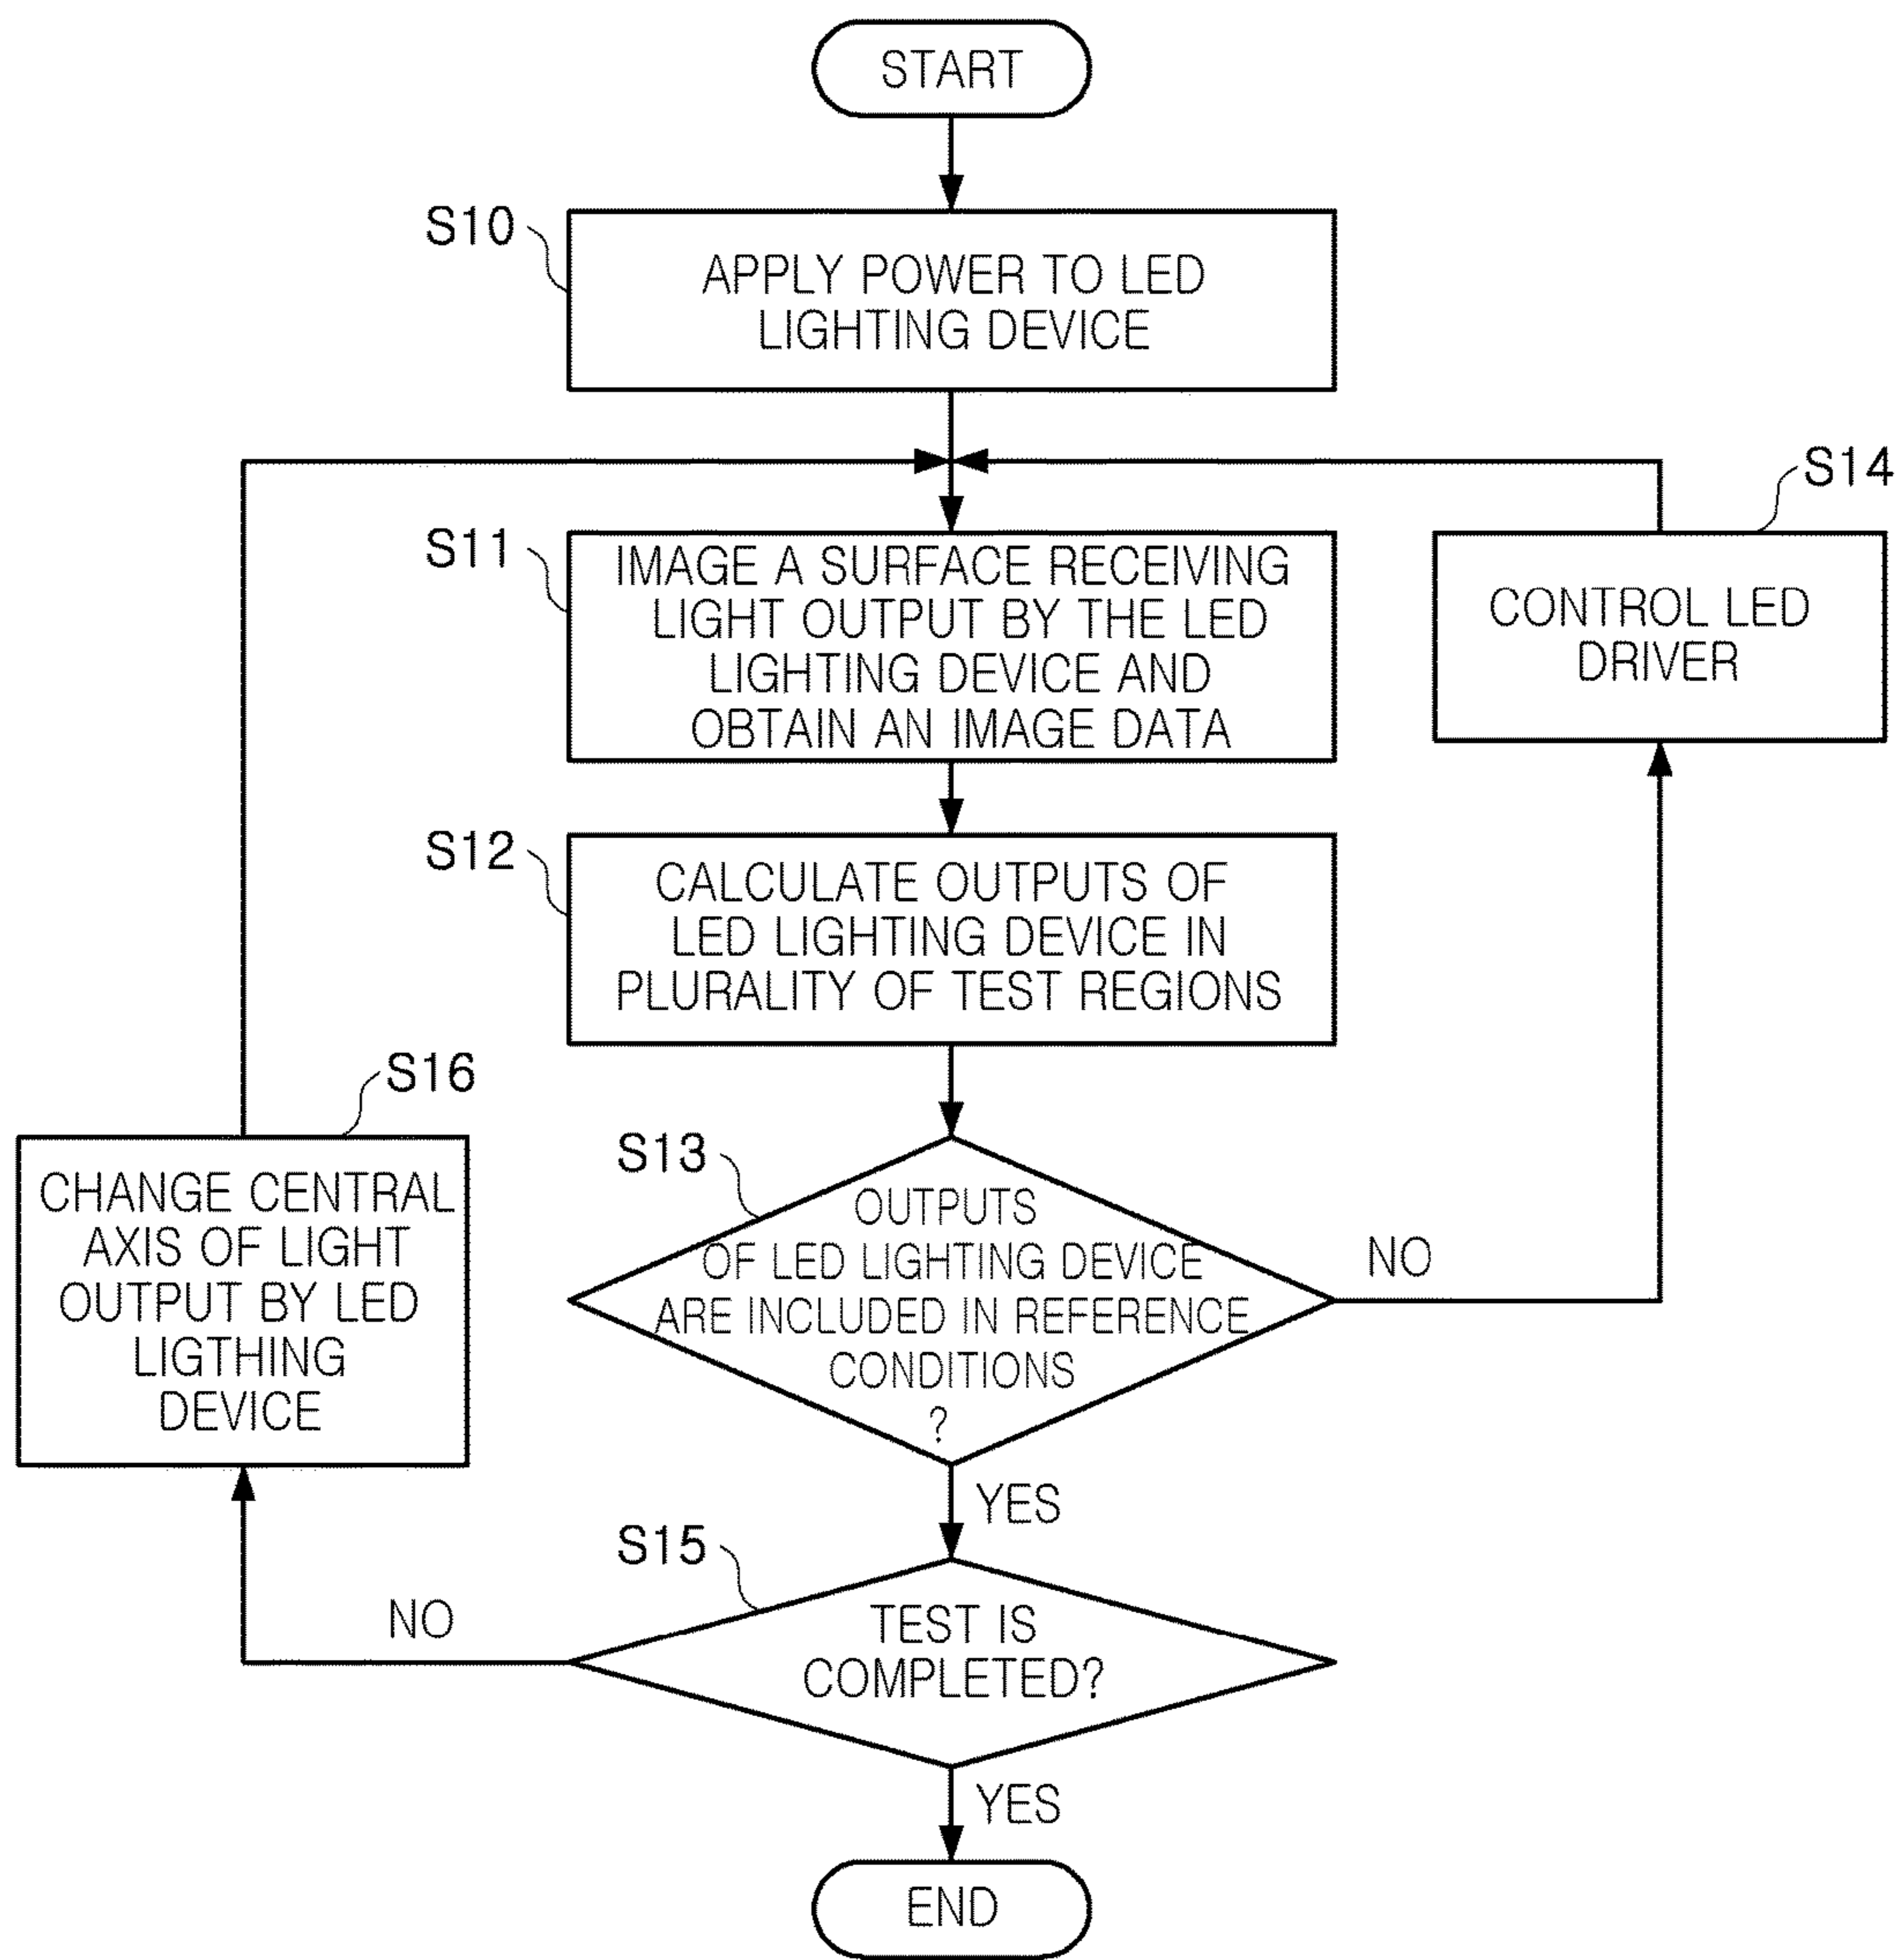 START
S10
APPLY POWER TO LED
LIGHTING DEVICE
S14
CONTROL LED
DRIVER
S11
IMAGE A SURFACE RECEIVING
LIGHT OUTPUT BY THE LED
LIGHTING DEVICE AND
OBTAIN AN IMAGE DATA
S12
CALCULATE OUTPUTS OF
LED LIGHTING DEVICE IN
PLURALITY OF TEST REGIONS
S16
CHANGE CENTRAL
AXIS OF LIGHT
OUTPUT BY LED
LIGTHING
DEVICE
S13
OUTPUTS
OF LED LIGHTING DEVICE
ARE INCLUDED IN REFERENCE
CONDITIONS
?
NO
YES
S15
TEST IS
COMPLETED?
NO
YES
END